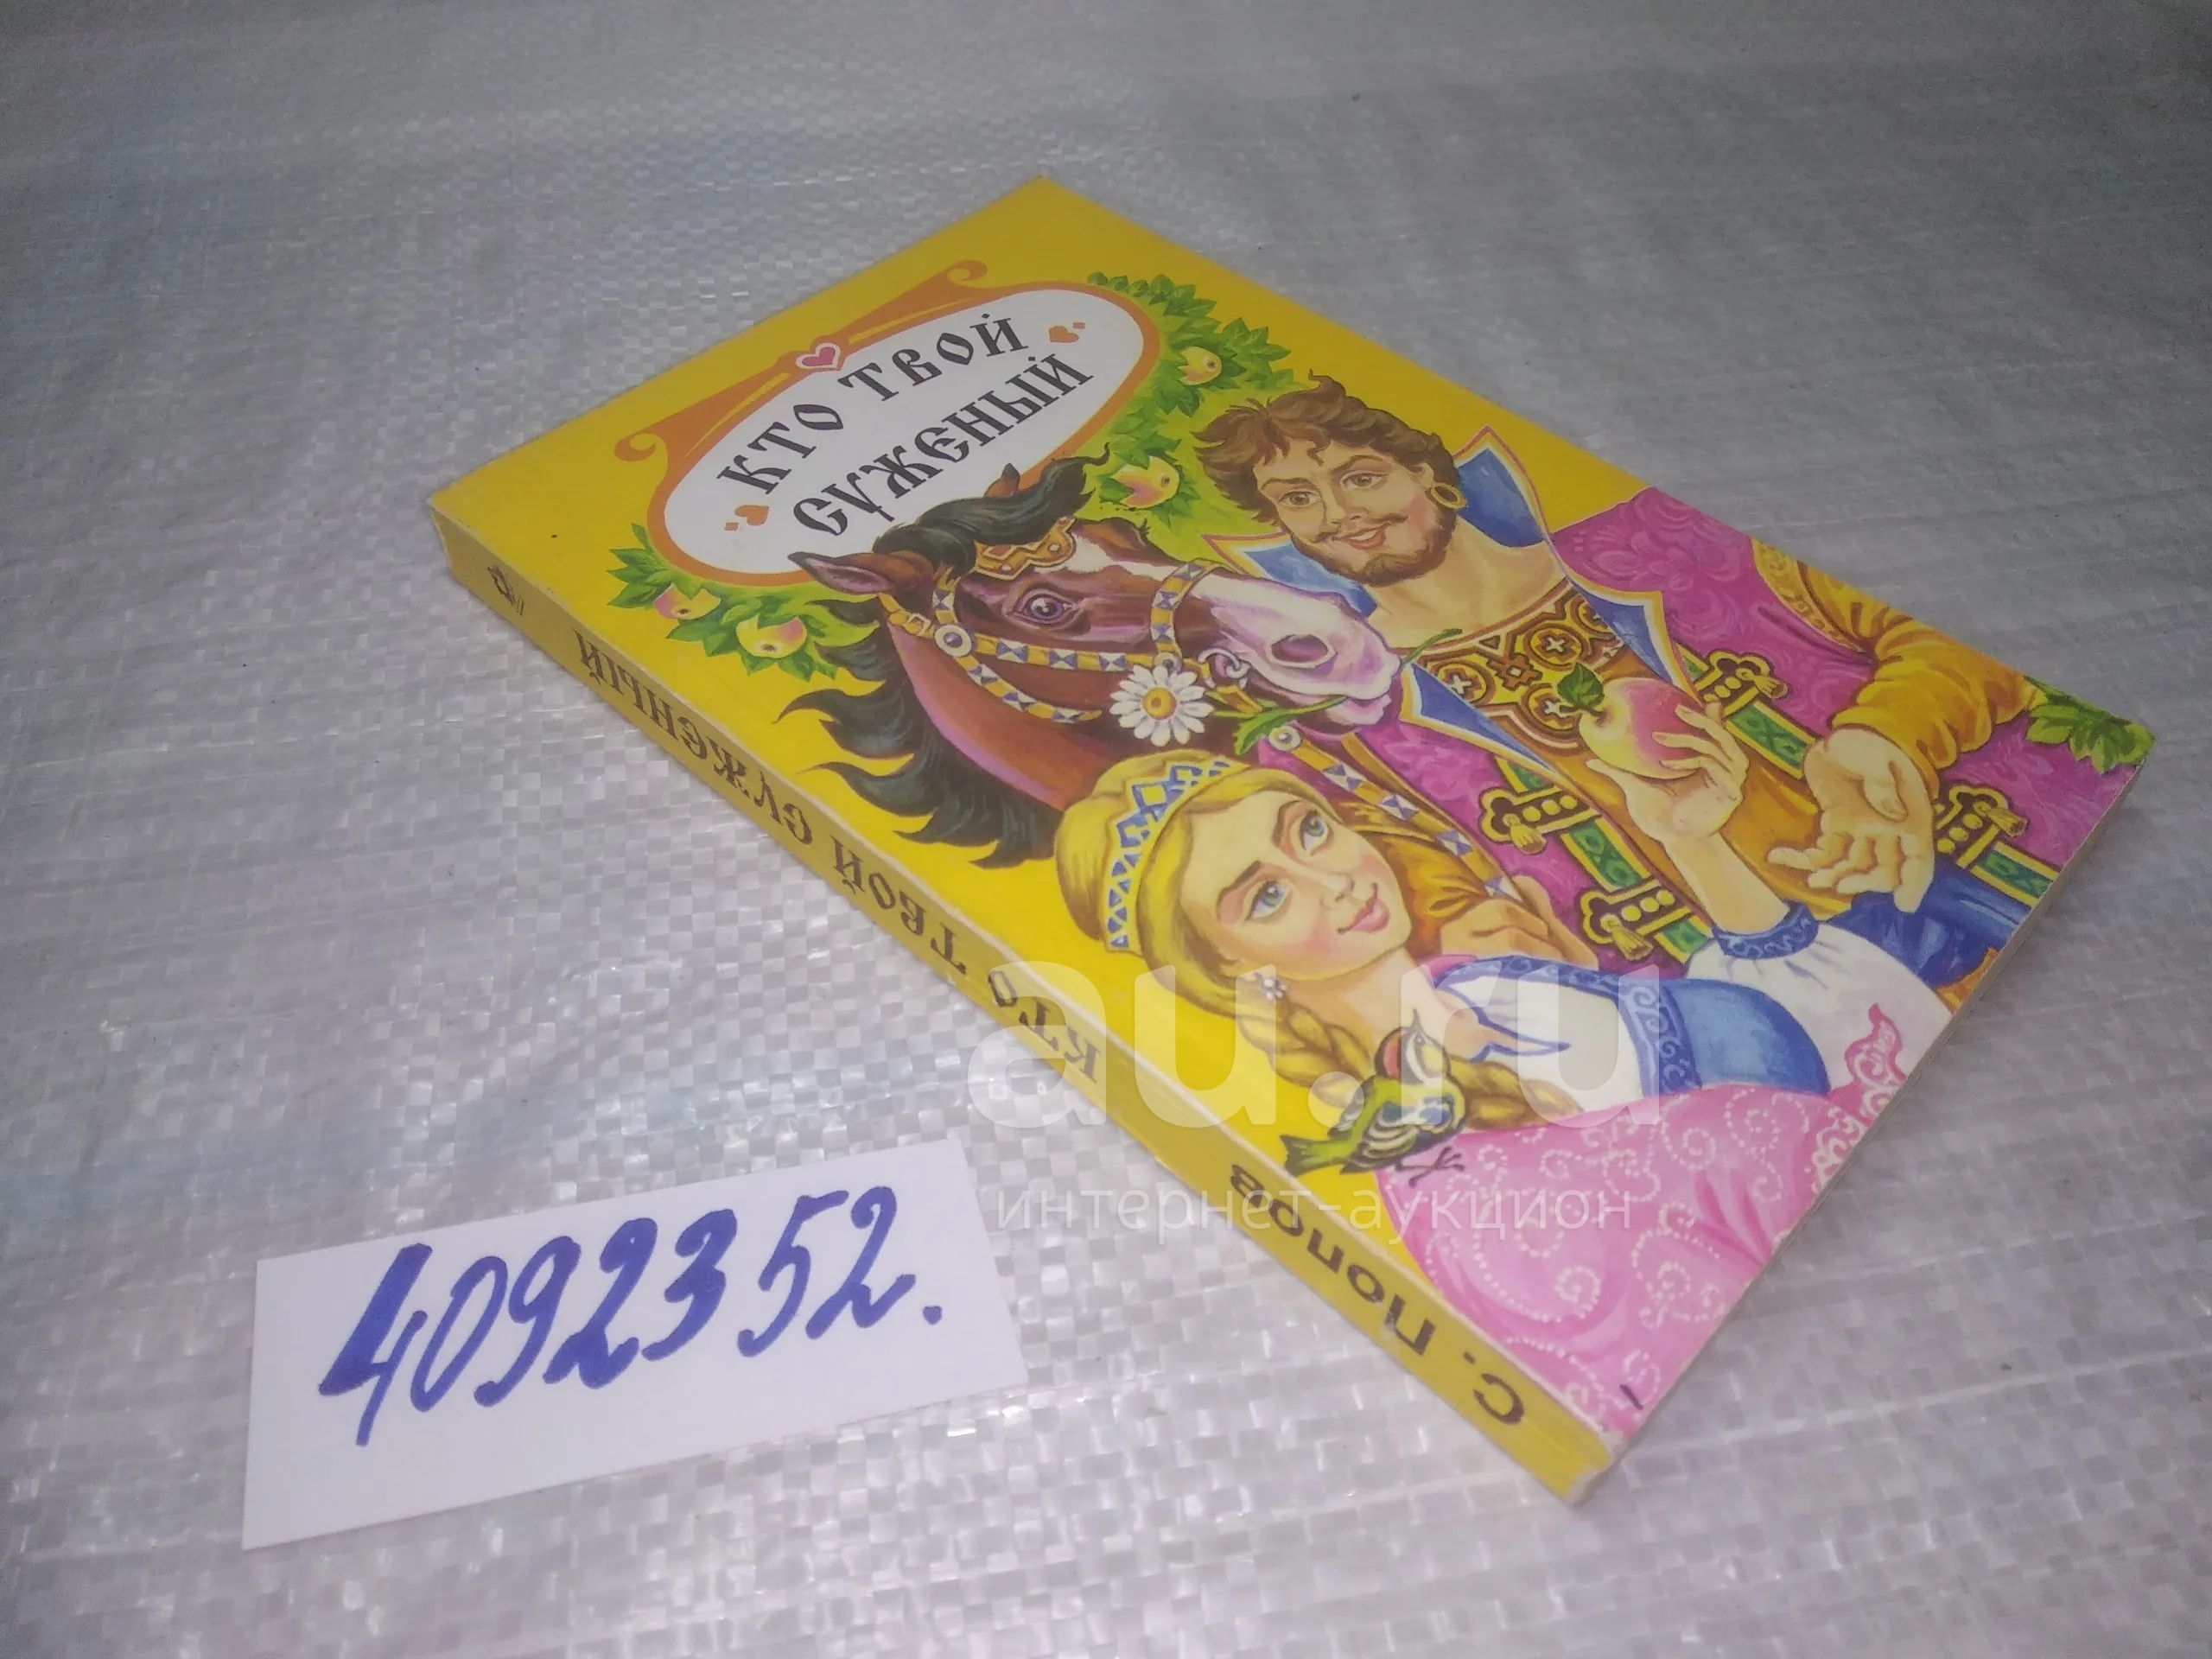 КТО ТВОЙ
СУЖЕНЫЙ
КТО ТВОЙ СУЖЕНЫЙ
С. Попов
au.ru
интернет-аукцион
4092352.